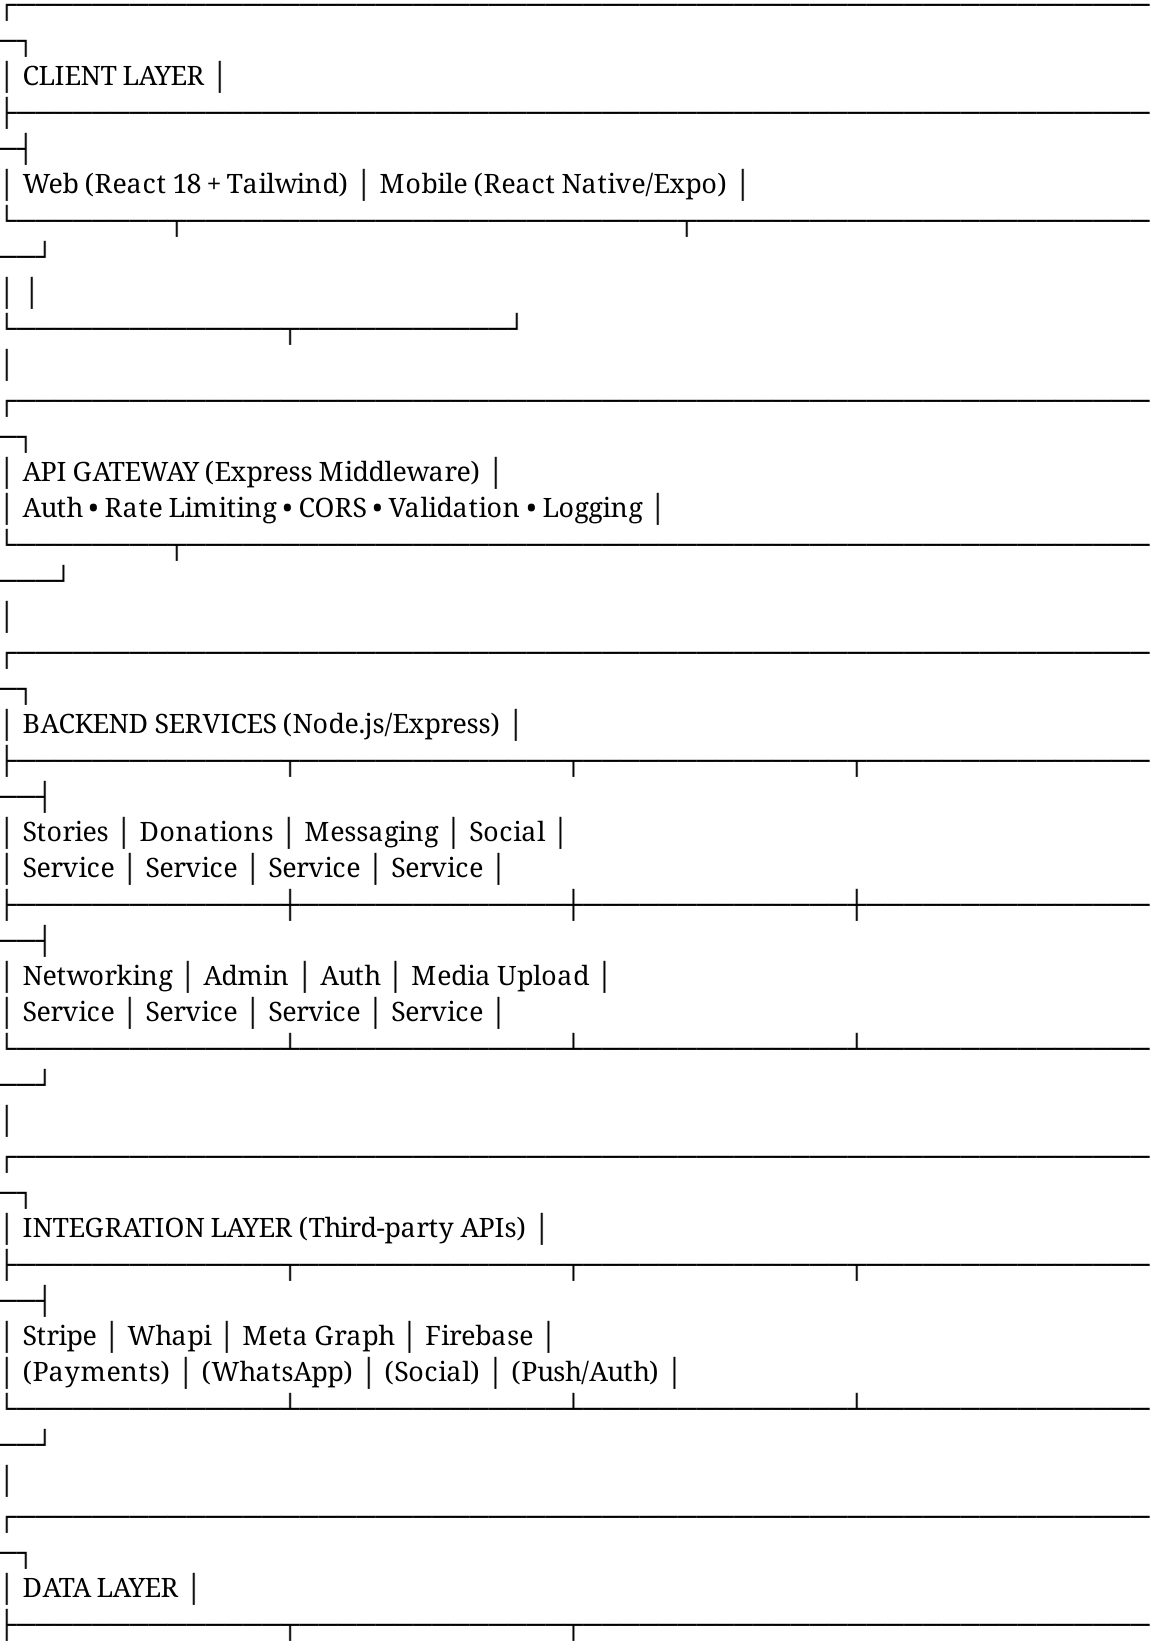 ┌─────────────────────────────────────────────────────────────
─┐
│ CLIENT LAYER │
├─────────────────────────────────────────────────────────────
─┤
│ Web (React 18 + Tailwind) │ Mobile (React Native/Expo) │
└─────────┬───────────────────────────┬────────────────────────
──┘
│ │
└───────────────┬────────────┘
│
┌─────────────────────────────────────────────────────────────
─┐
│ API GATEWAY (Express Middleware) │
│ Auth • Rate Limiting • CORS • Validation • Logging │
└─────────┬───────────────────────────────────────────────────
───┘
│
┌─────────────────────────────────────────────────────────────
─┐
│ BACKEND SERVICES (Node.js/Express) │
├───────────────┬───────────────┬───────────────┬───────────────
──┤
│ Stories │ Donations │ Messaging │ Social │
│ Service │ Service │ Service │ Service │
├───────────────┼───────────────┼───────────────┼───────────────
──┤
│ Networking │ Admin │ Auth │ Media Upload │
│ Service │ Service │ Service │ Service │
└───────────────┴───────────────┴───────────────┴───────────────
──┘
│
┌─────────────────────────────────────────────────────────────
─┐
│ INTEGRATION LAYER (Third-party APIs) │
├───────────────┬───────────────┬───────────────┬───────────────
──┤
│ Stripe │ Whapi │ Meta Graph │ Firebase │
│ (Payments) │ (WhatsApp) │ (Social) │ (Push/Auth) │
└───────────────┴───────────────┴───────────────┴───────────────
──┘
│
┌─────────────────────────────────────────────────────────────
─┐
│ DATA LAYER │
├───────────────┬───────────────┬──────────────────────────────